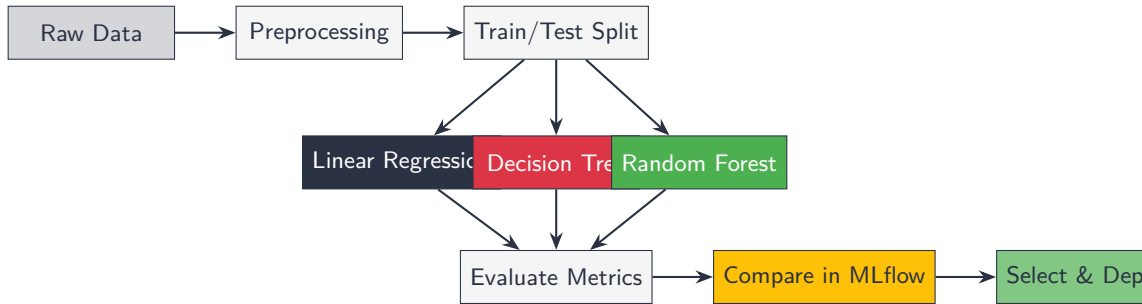 Raw Data
Preprocessing
Train/Test Split
Linear Regressio
Decision Tre
Random Forest
Evaluate Metrics
Compare in MLflow
Select & Dep